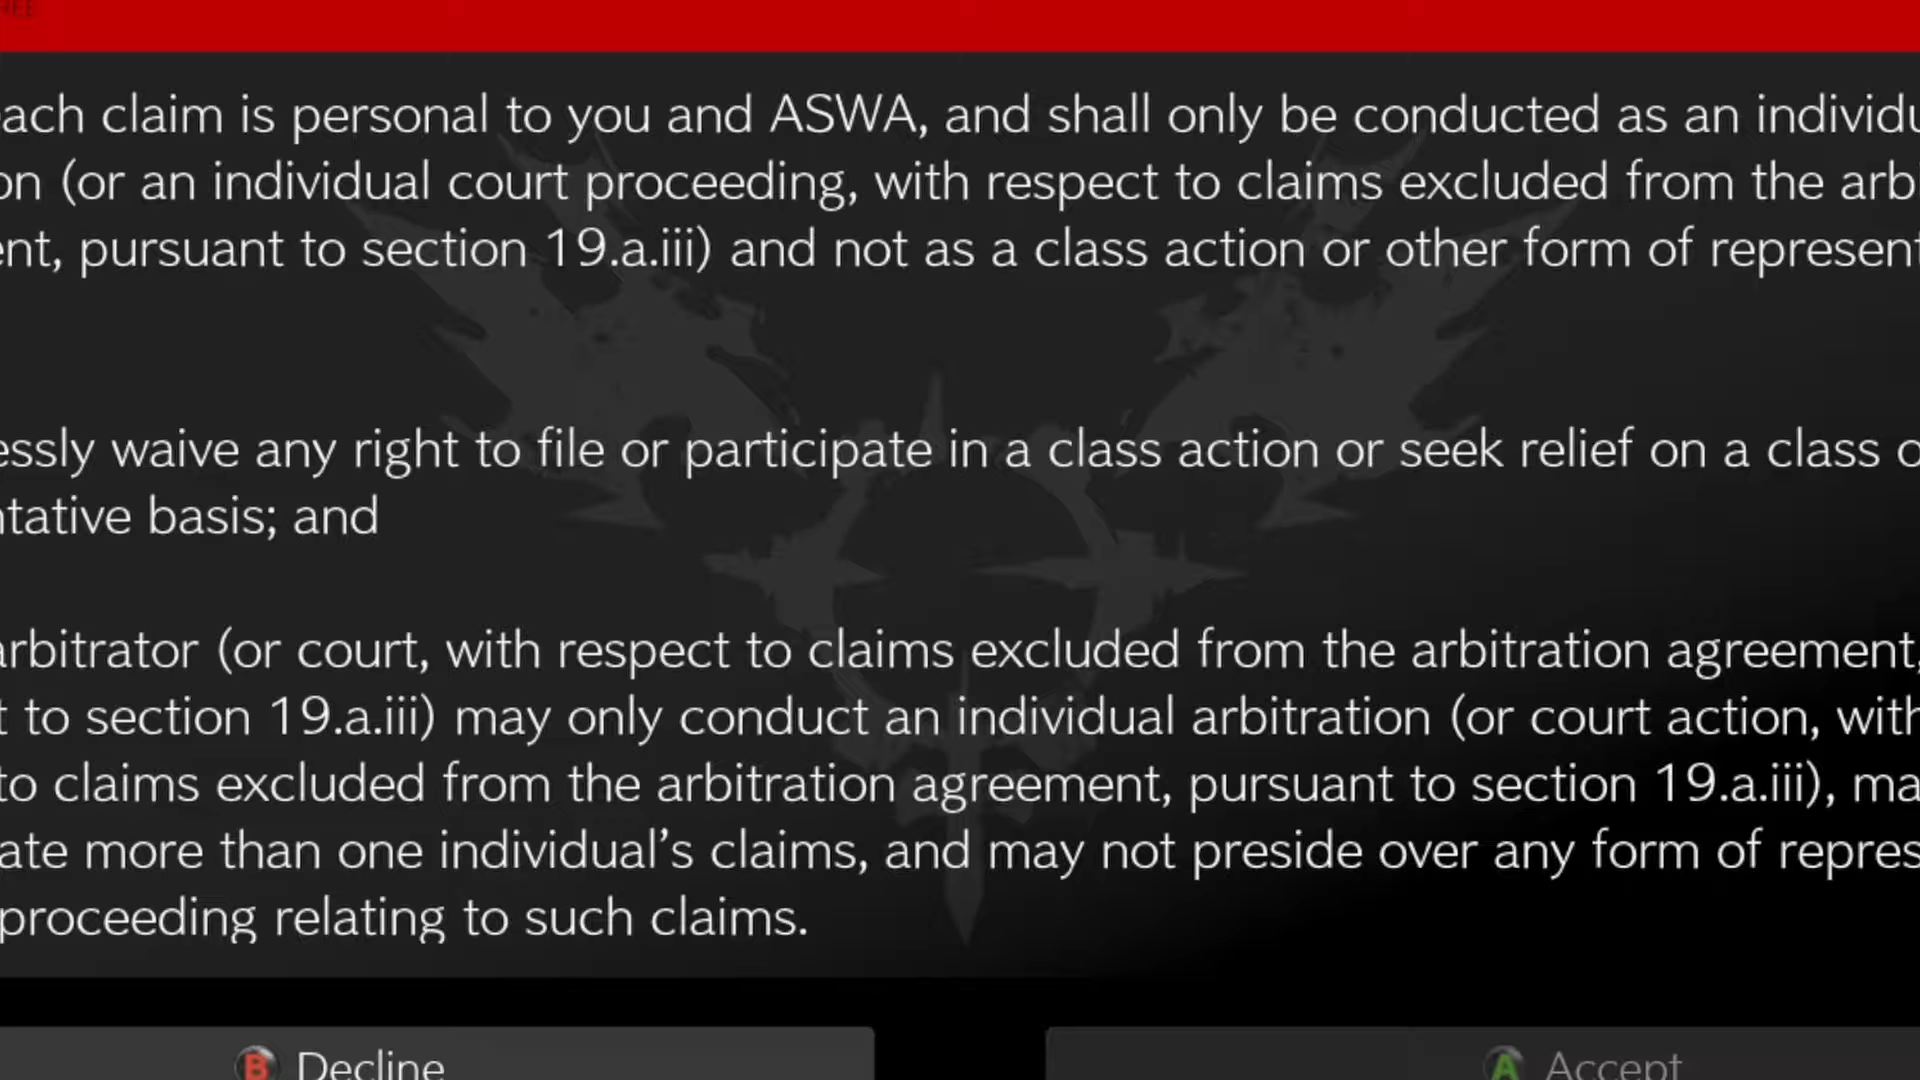 REE
ach claim is personal to you and ASWA, and shall only be conducted as an individu
on (or an individual court proceeding, with respect to claims excluded from the arb
ent, pursuant to section 19.a.iii) and not as a class action or other form of represent
essly waive any right to file or participate in a class action or seek relief on a class o
ntative basis; and
arbitrator (or court, with respect to claims excluded from the arbitration agreement,
t to section 19.a.iii) may only conduct an individual arbitration (or court action, with
to claims excluded from the arbitration agreement, pursuant to section 19.a.iii), ma
ate more than one individual’s claims, and may not preside over any form of repres
proceeding relating to such claims.
B Decline
A Accept